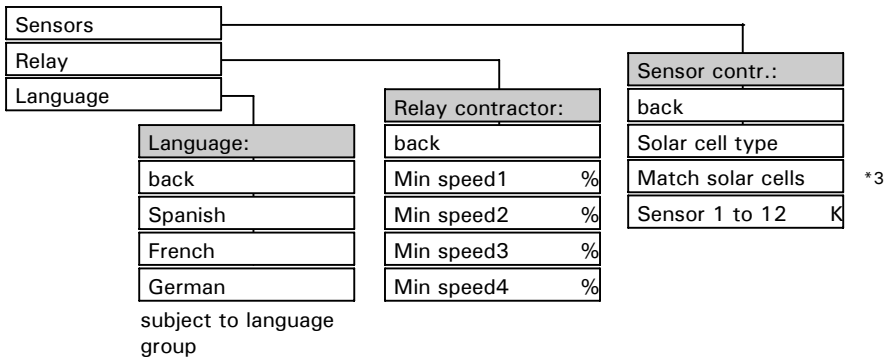 Sensors
Relay
Language
Language:
back
Spanish
French
German
subject to language
group
Relay contractor:
back
Min speed1 %
Min speed2 %
Min speed3 %
Min speed4 %
Sensor contr.:
back
Solar cell type
Match solar cells *3
Sensor 1 to 12 K